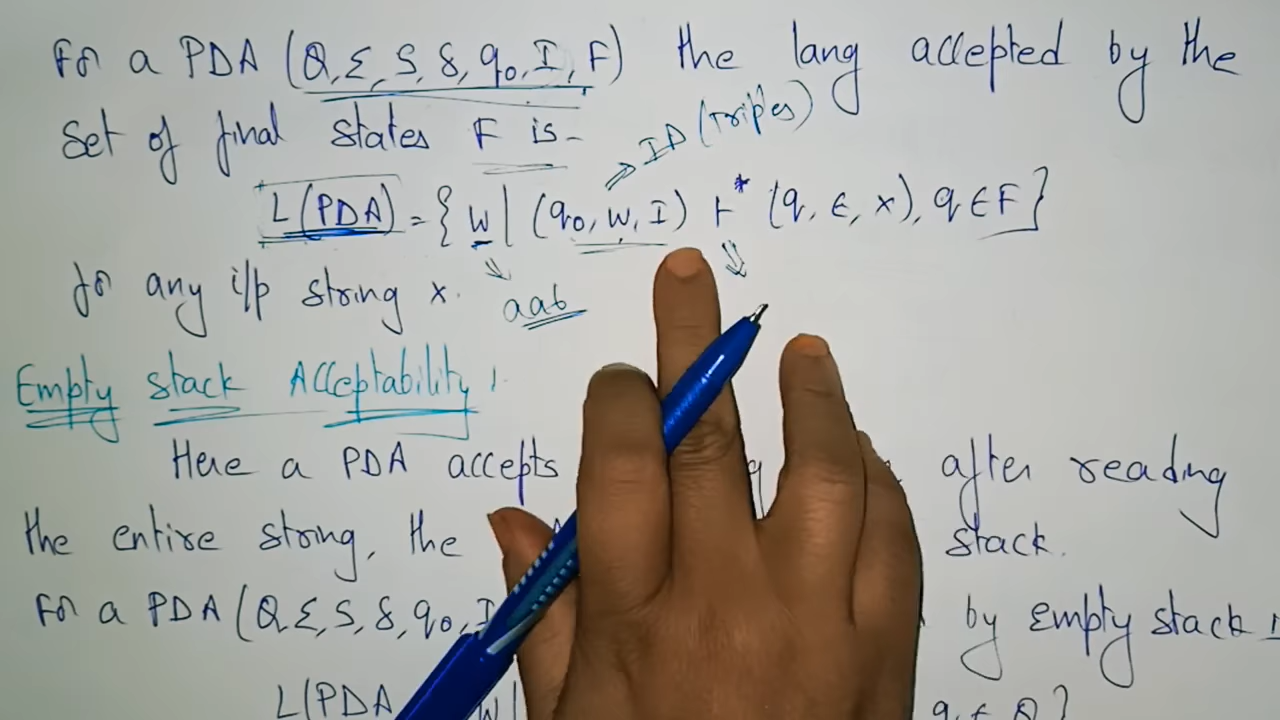 For a PDA (Q, Σ, S, δ, q0, I, F) the lang accepted by the
set of final states F is -
ID (Triples)
L(PDA) = { W | (q0, w, I) ⊢* (q, ϵ, x), q ∈ F }
for any i/p string x.
aab
Empty stack Acceptability :
Here a PDA accepts after reading
the entire string, the stack.
For a PDA (Q, Σ, S, δ, q0, I by empty stack
L(PDA W | q ∈ Q }